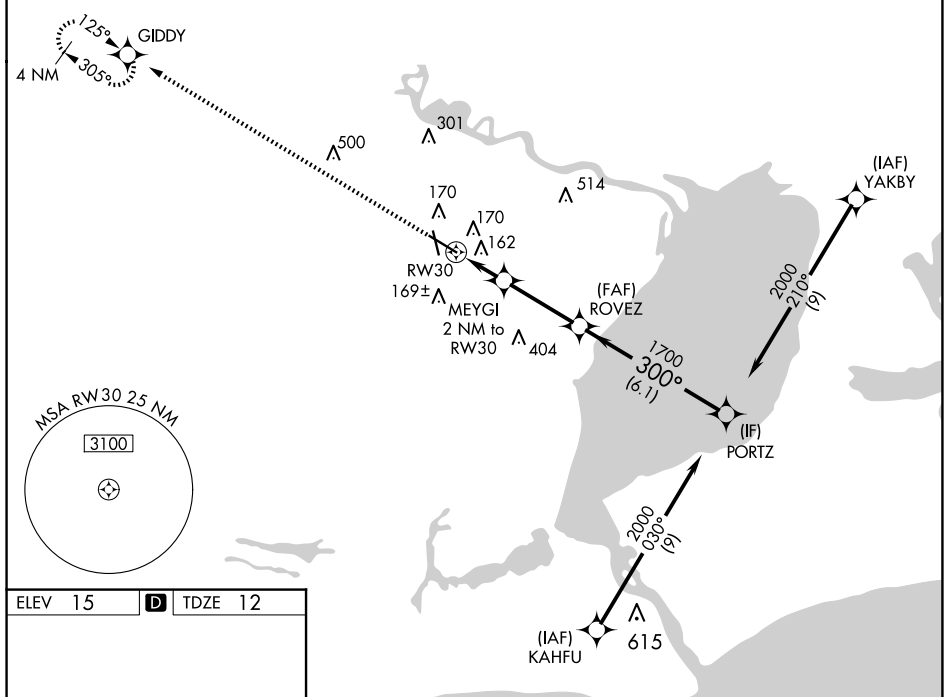 125°
GIDDY
4 NM
305°
500
301
514
(IAF)
YAKBY
170
170
162
RW30
169±
MEYGI
2 NM to
RW30
(FAF)
ROVEZ
404
2000
210°
(9)
1700
300°
(6.1)
(IF)
PORTZ
MSA RW30 25 NM
3100
2000
030°
(9)
ELEV 15 D TDZE 12
(IAF)
KAHFU
615